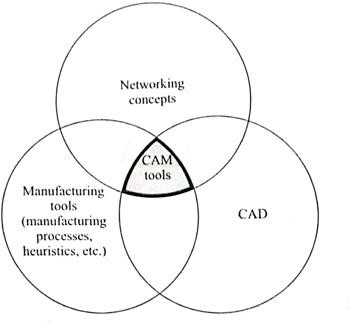 Networking
concepts
CAM
tools
Manufacturing
tools
(manufacturing
processes,
heuristics, etc.)
CAD